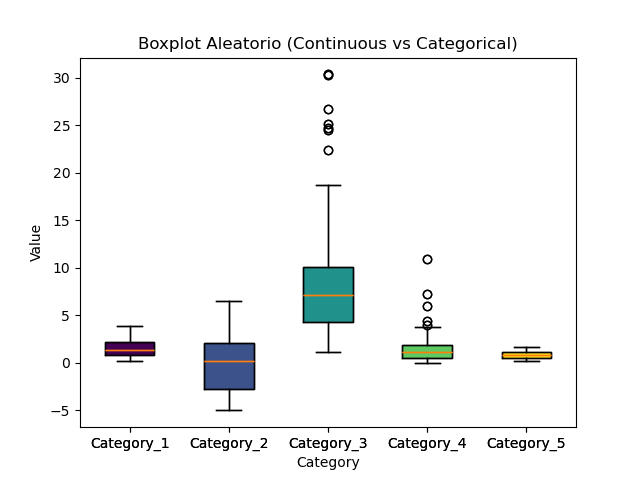 Boxplot Aleatorio (Continuous vs Categorical)
30
25
20
15
10
5
0
−5
Value
Category_1 Category_2 Category_3 Category_4 Category_5
Category